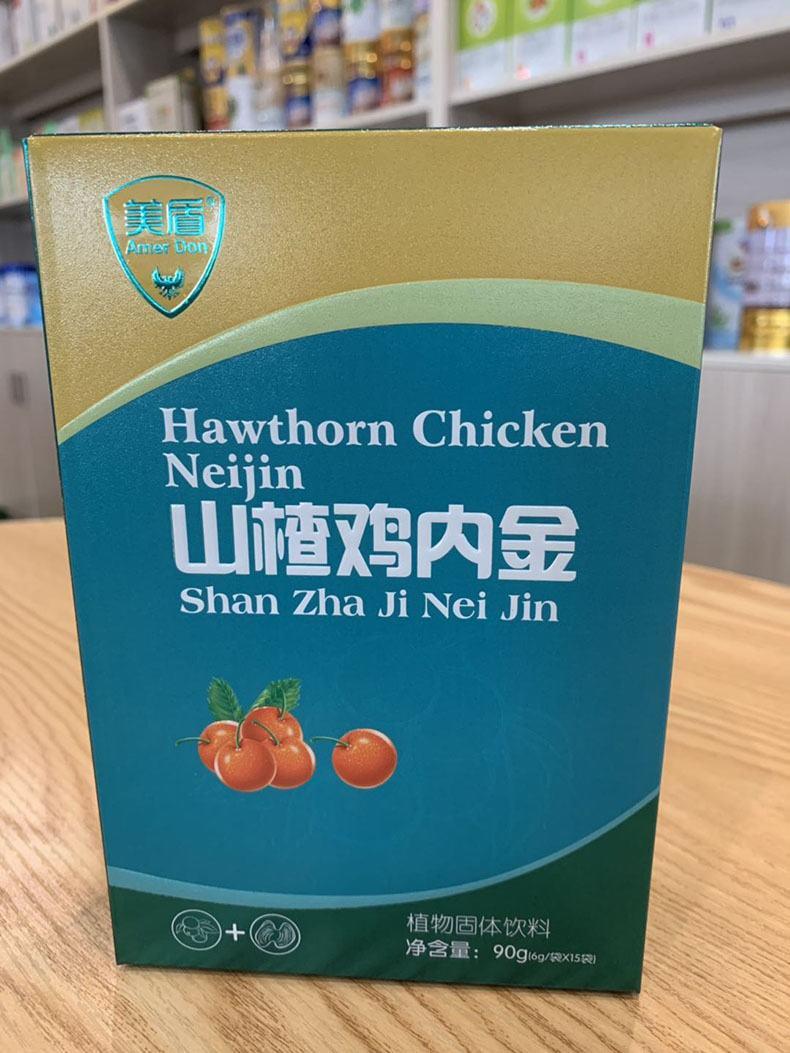 美盾®
Amer Don
Hawthorn Chicken
Neijin
山楂鸡内金
Shan Zha Ji Nei Jin
植物固体饮料
净含量：90g(6g/袋X15袋)